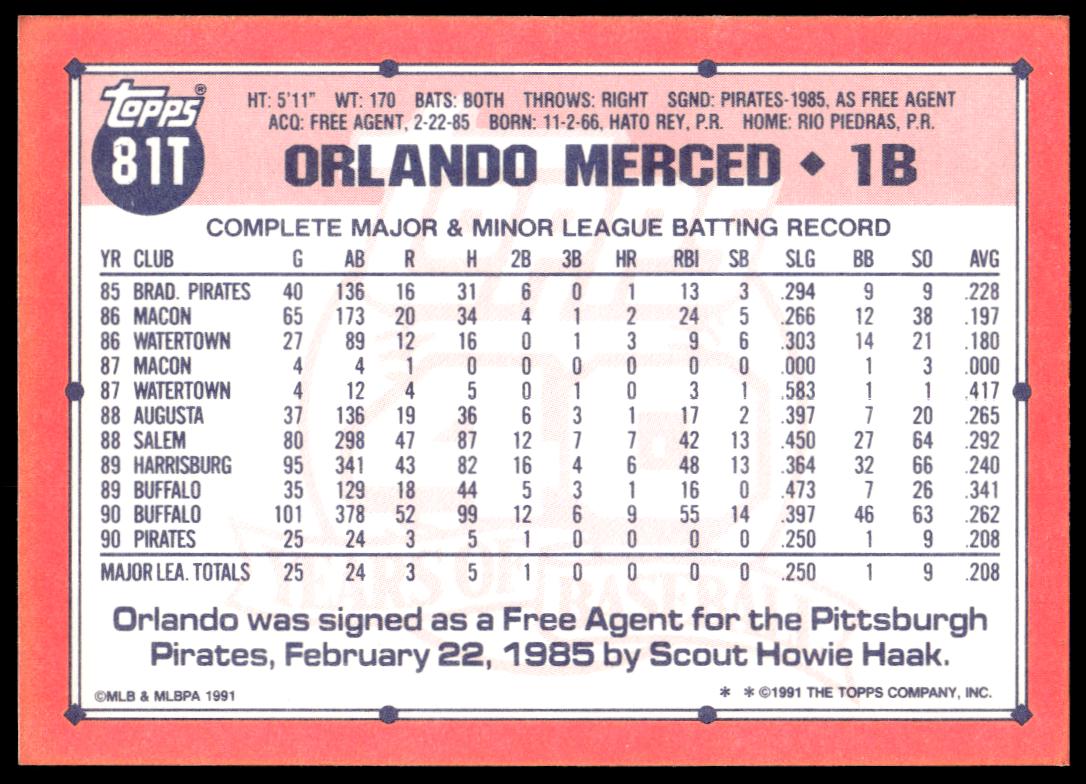 TOPPS®
81T
HT: 5'11" WT: 170 BATS: BOTH THROWS: RIGHT SGND: PIRATES-1985, AS FREE AGENT
ACQ: FREE AGENT, 2-22-85 BORN: 11-2-66, HATO REY, P.R. HOME: RIO PIEDRAS, P.R.
ORLANDO MERCED ◆ 1B
COMPLETE MAJOR & MINOR LEAGUE BATTING RECORD
YR CLUB G AB R H 2B 3B HR RBI SB SLG BB SO AVG
85 BRAD. PIRATES 40 136 16 31 6 0 1 13 3 .294 9 9 .228
86 MACON 65 173 20 34 4 1 2 24 5 .266 12 38 .197
86 WATERTOWN 27 89 12 16 0 1 3 9 6 .303 14 21 .180
87 MACON 4 4 1 0 0 0 0 0 0 .000 1 3 .000
87 WATERTOWN 4 12 4 5 0 1 0 3 1 .583 1 1 .417
88 AUGUSTA 37 136 19 36 6 3 1 17 2 .397 7 20 .265
88 SALEM 80 298 47 87 12 7 7 42 13 .450 27 64 .292
89 HARRISBURG 95 341 43 82 16 4 6 48 13 .364 32 66 .240
89 BUFFALO 35 129 18 44 5 3 1 16 0 .473 7 26 .341
90 BUFFALO 101 378 52 99 12 6 9 55 14 .397 46 63 .262
90 PIRATES 25 24 3 5 1 0 0 0 0 .250 1 9 .208
MAJOR LEA. TOTALS 25 24 3 5 1 0 0 0 0 .250 1 9 .208
TOPPS
40
YEARS OF BASEBALL
Orlando was signed as a Free Agent for the Pittsburgh
Pirates, February 22, 1985 by Scout Howie Haak.
©MLB & MLBPA 1991
* * ©1991 THE TOPPS COMPANY, INC.